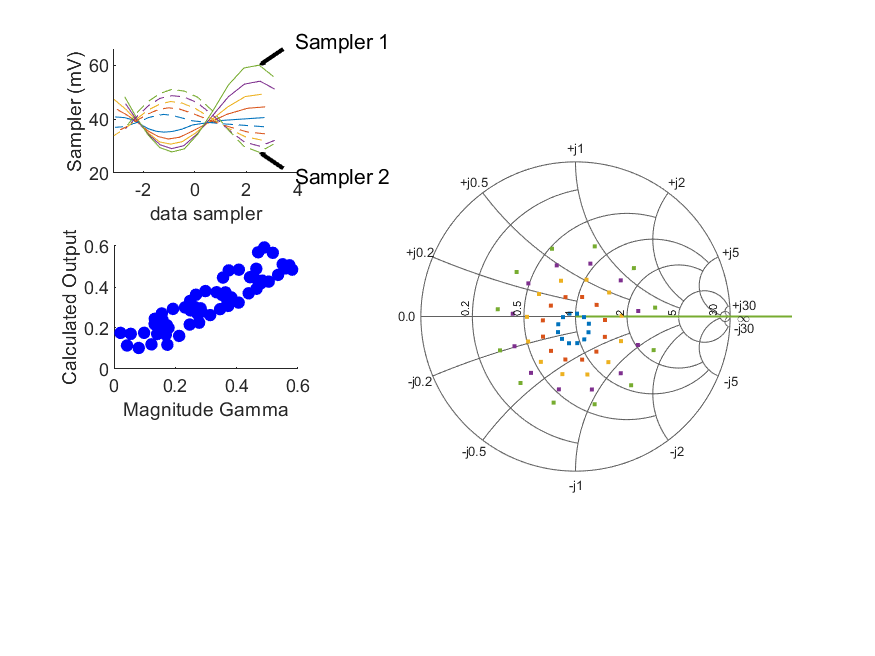 Sampler 1
60
40
20
Sampler (mV)
-2
0
2
4
data sampler
Sampler 2
0.6
0.4
0.2
0
Calculated Output
0
0.2
0.4
0.6
Magnitude Gamma
+j1
+j0.5
+j2
+j0.2
+j5
0.0
0.2
0.5
2
5
30
+j30
-j30
-j0.2
-j5
-j0.5
-j2
-j1